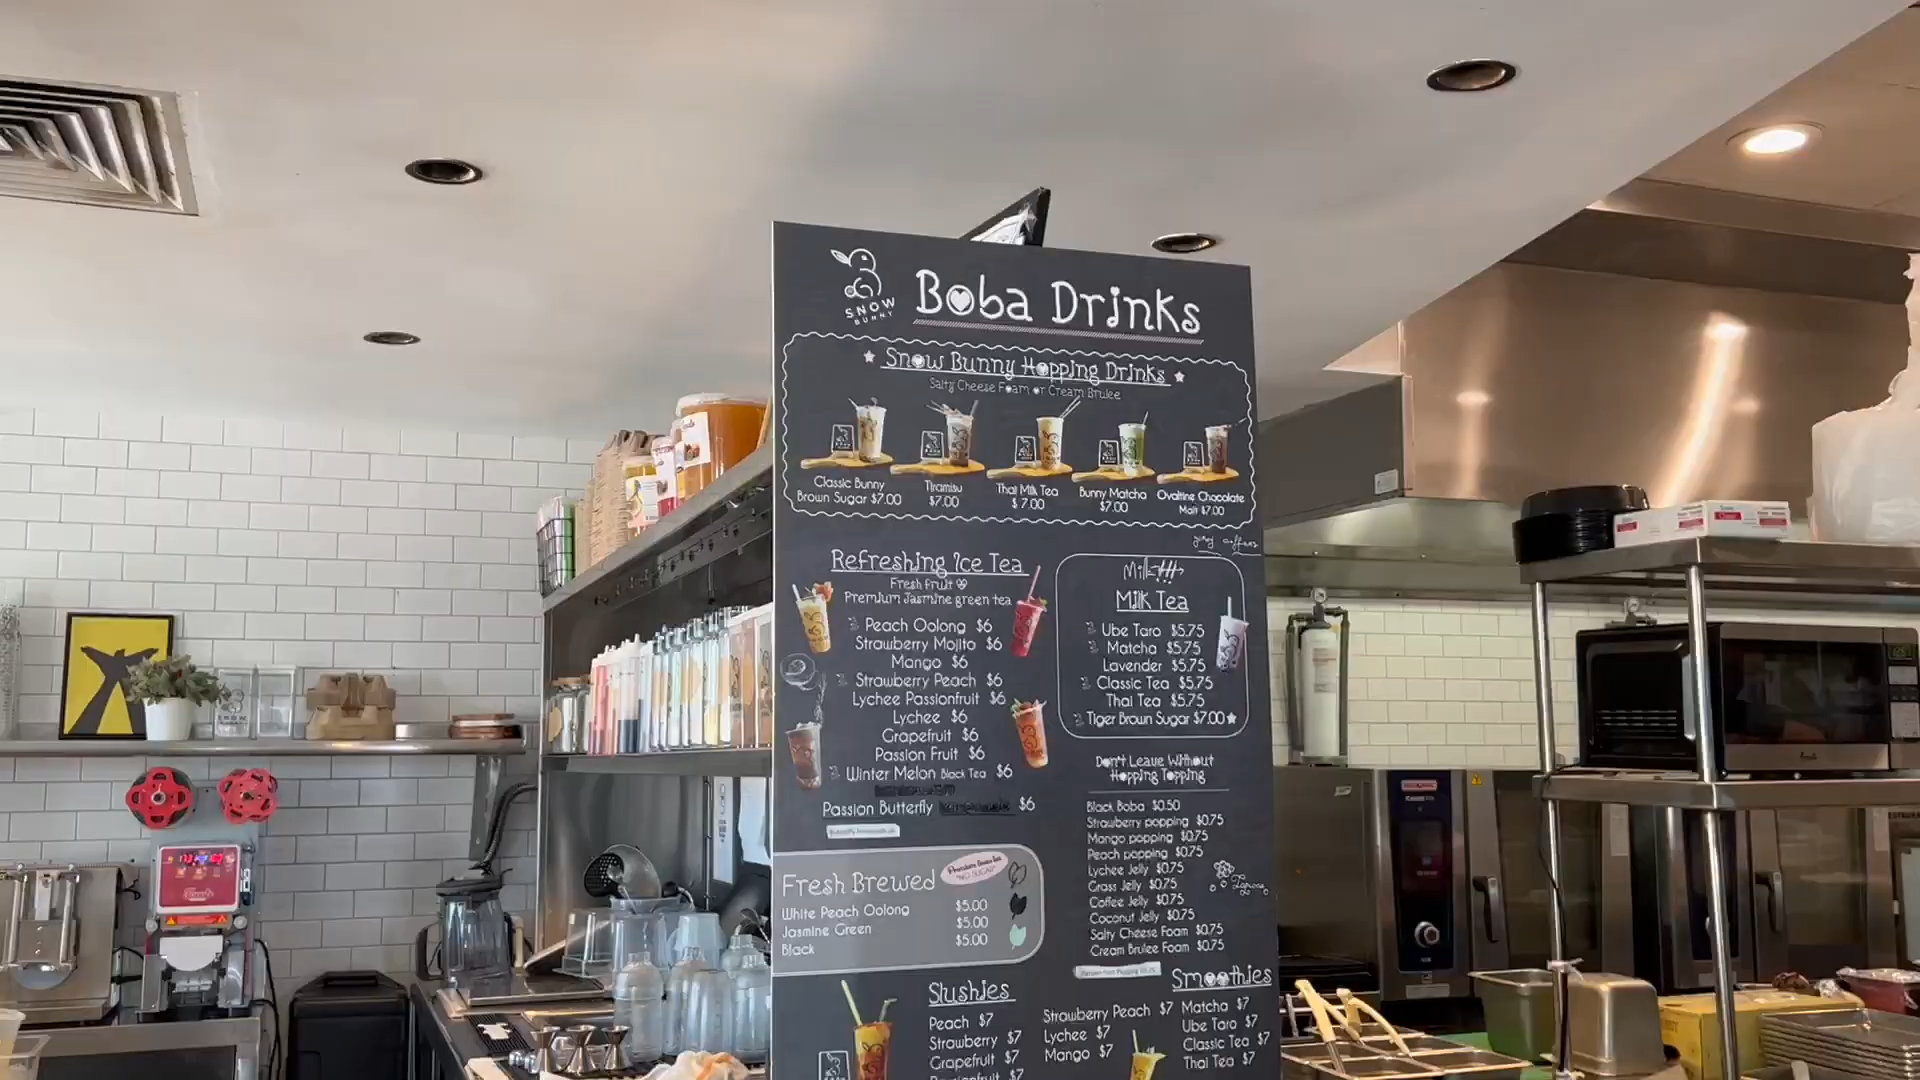 SNOW
BUNNY
Boba Drinks
Snow Bunny Hopping Drinks
Salty Cheese Foam or Cream Brulee
Classic Bunny
Brown Sugar $7.00
Tiramisu
$7.00
Thai Milk Tea
$7.00
Bunny Matcha
$7.00
Ovaltine Chocolate
Malt $7.00
Refreshing Ice Tea
Fresh fruit
Premium Jasmine green tea
Peach Oolong $6
Strawberry Mojito $6
Mango $6
Strawberry Peach $6
Lychee Passionfruit $6
Lychee $6
Grapefruit $6
Passion Fruit $6
Winter Melon Black Tea $6
Passion Butterfly $6
Milk Tea
Ube Taro $5.75
Matcha $5.75
Lavender $5.75
Classic Tea $5.75
Thai Tea $5.75
Tiger Brown Sugar $7.00
Don't Leave Without
Hopping Topping
Black Boba $0.50
Strawberry popping $0.75
Mango popping $0.75
Peach popping $0.75
Lychee Jelly $0.75
Grass Jelly $0.75
Coffee Jelly $0.75
Coconut Jelly $0.75
Salty Cheese Foam $0.75
Cream Brulee Foam $0.75
Fresh Brewed
"NO SUGAR"
White Peach Oolong $5.00
Jasmine Green $5.00
Black $5.00
Slushies
Peach $7
Strawberry $7
Grapefruit $7
Strawberry Peach $7
Lychee $7
Mango $7
Smoothies
Matcha $7
Ube Taro $7
Classic Tea $7
Thai Tea $7